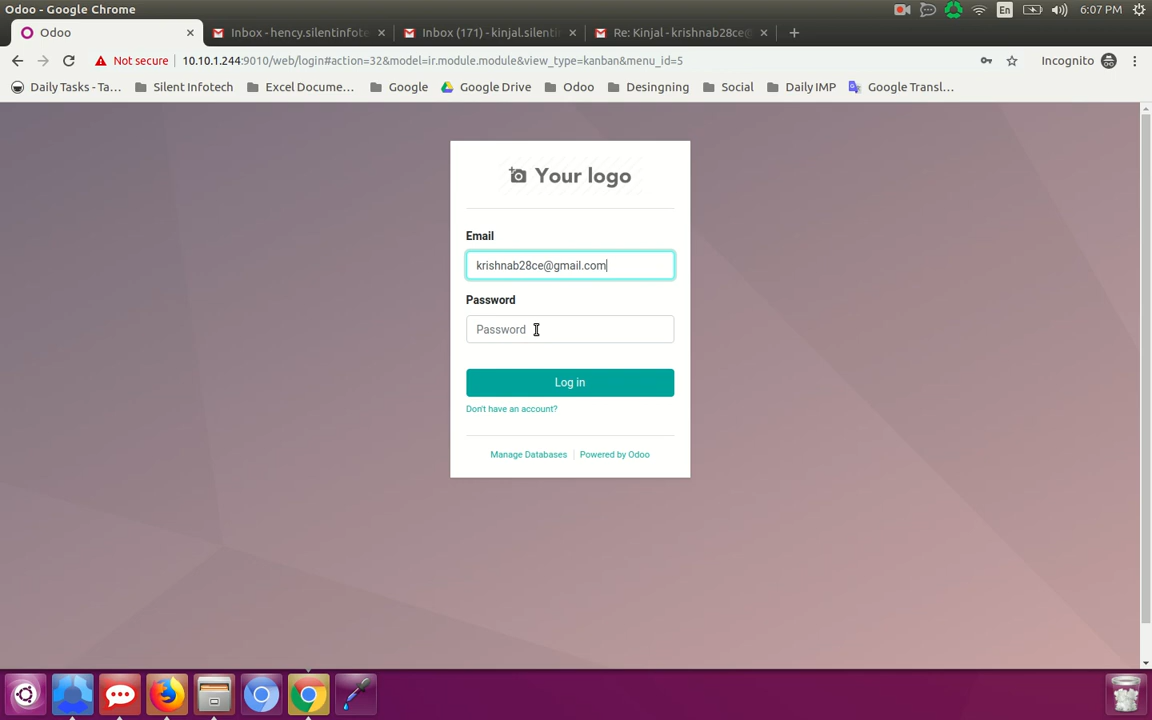 Odoo - Google Chrome
En
6:07 PM
Odoo
Inbox - hency.silentinfote
Inbox (171) - kinjal.silenti
Re: Kinjal - krishnab28ce@
Not secure
10.10.1.244:9010/web/login#action=32&model=ir.module.module&view_type=kanban&menu_id=5
Incognito
Daily Tasks - Ta...
Silent Infotech
Excel Docume...
Google
Google Drive
Odoo
Desingning
Social
Daily IMP
Google Transl...
Your logo
Email
krishnab28ce@gmail.com
Password
Password
Log in
Don't have an account?
Manage Databases | Powered by Odoo